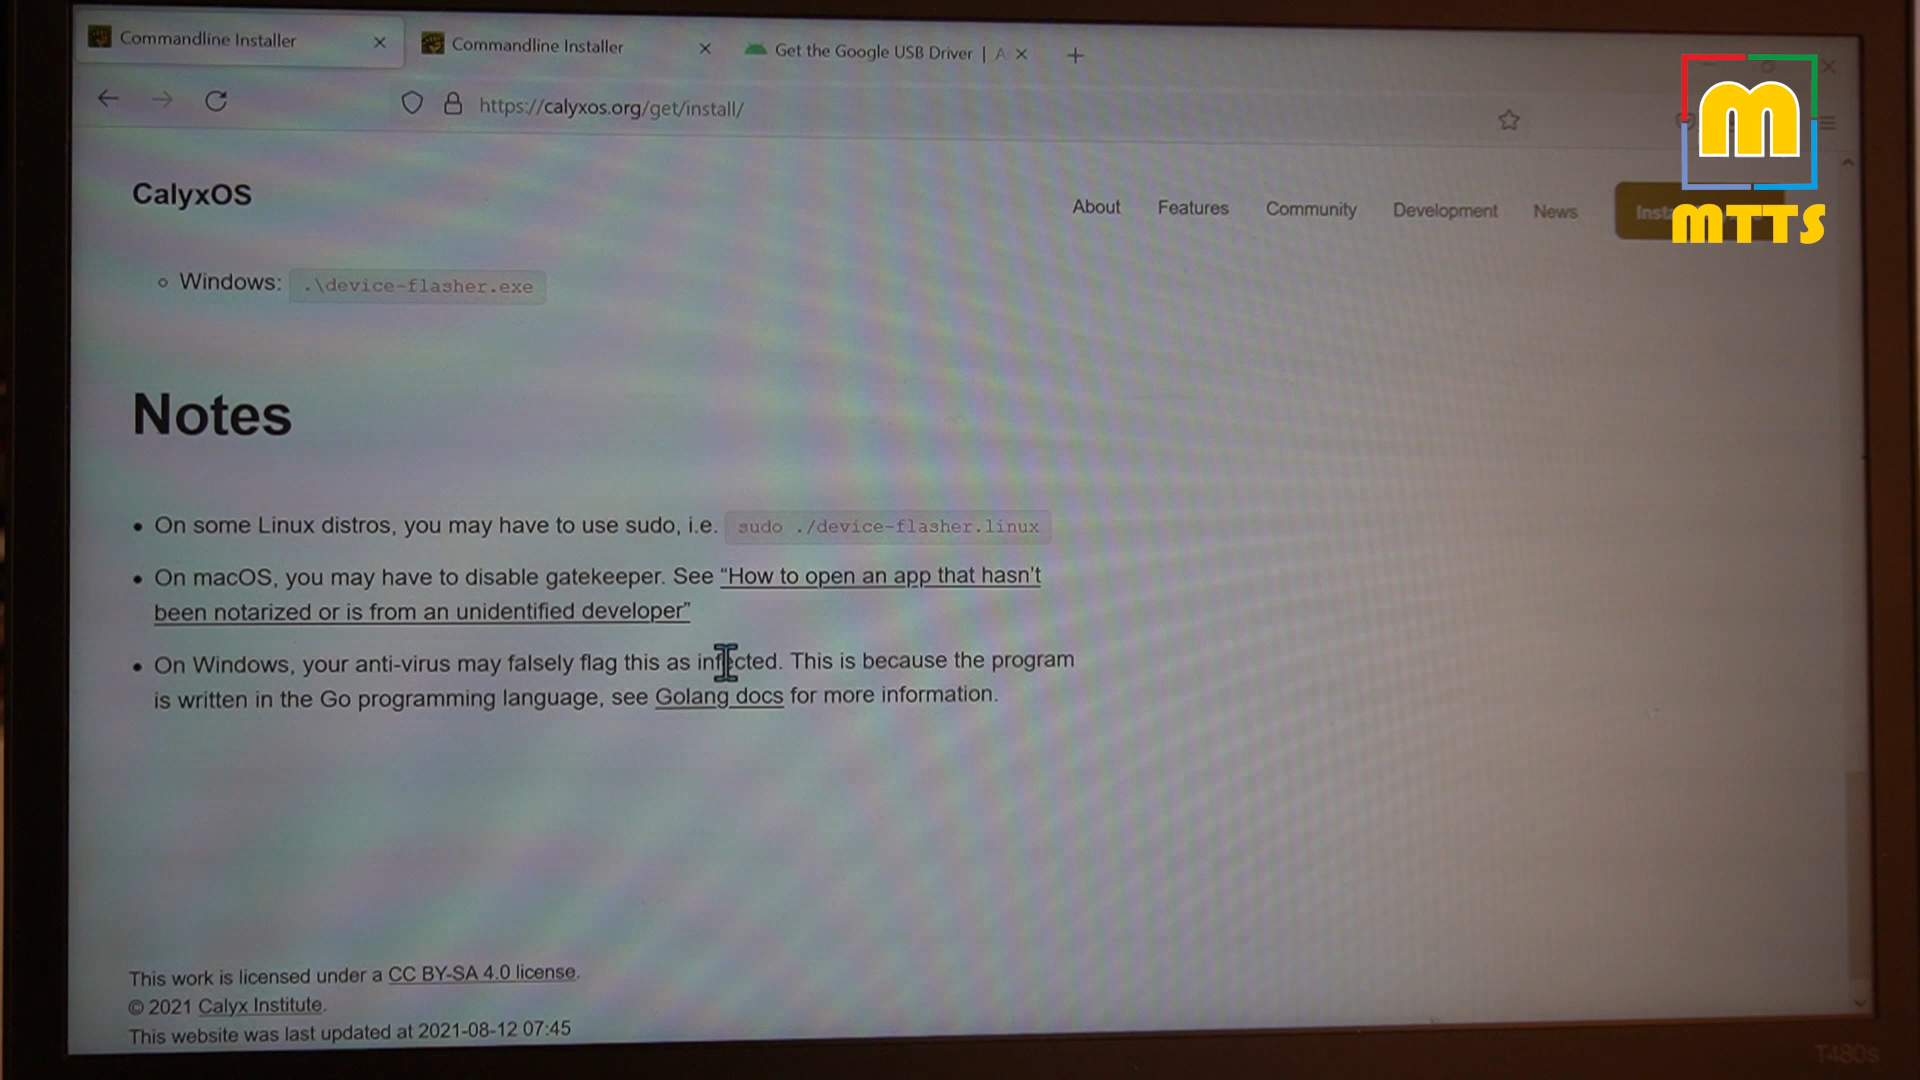 Commandline Installer
Commandline Installer
Get the Google USB Driver | A
https://calyxos.org/get/install/
M
MTTS
CalyxOS
About Features Community Development News Inst
Windows: .\device-flasher.exe
Notes
On some Linux distros, you may have to use sudo, i.e. sudo ./device-flasher.linux
On macOS, you may have to disable gatekeeper. See “How to open an app that hasn’t
been notarized or is from an unidentified developer”
On Windows, your anti-virus may falsely flag this as infected. This is because the program
is written in the Go programming language, see Golang docs for more information.
This work is licensed under a CC BY-SA 4.0 license.
© 2021 Calyx Institute.
This website was last updated at 2021-08-12 07:45
T480s